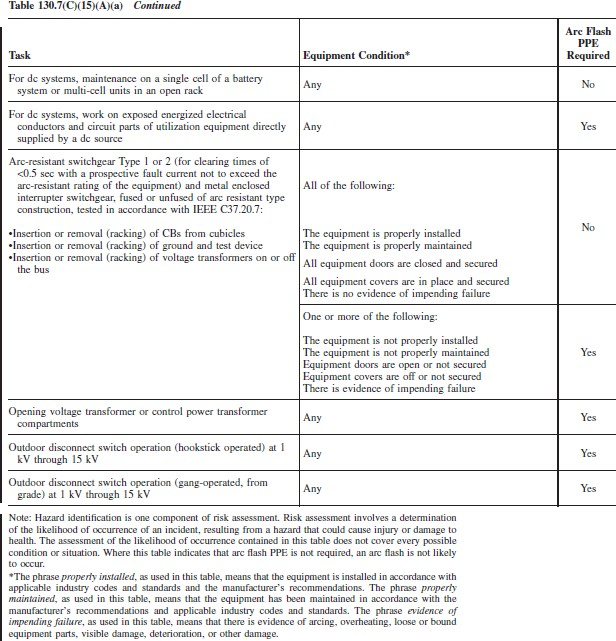 Table 130.7(C)(15)(A)(a) Continued
Arc Flash
PPE
Required
Task
Equipment Condition*
For dc systems, maintenance on a single cell of a battery
system or multi-cell units in an open rack
Any
No
For dc systems, work on exposed energized electrical
conductors and circuit parts of utilization equipment directly
supplied by a dc source
Any
Yes
Arc-resistant switchgear Type 1 or 2 (for clearing times of
<0.5 sec with a prospective fault current not to exceed the
arc-resistant rating of the equipment) and metal enclosed
interrupter switchgear, fused or unfused of arc resistant type
construction, tested in accordance with IEEE C37.20.7:
•Insertion or removal (racking) of CBs from cubicles
•Insertion or removal (racking) of ground and test device
•Insertion or removal (racking) of voltage transformers on or off
the bus
All of the following:
The equipment is properly installed
The equipment is properly maintained
All equipment doors are closed and secured
All equipment covers are in place and secured
There is no evidence of impending failure
No
One or more of the following:
The equipment is not properly installed
The equipment is not properly maintained
Equipment doors are open or not secured
Equipment covers are off or not secured
There is evidence of impending failure
Yes
Opening voltage transformer or control power transformer
compartments
Any
Yes
Outdoor disconnect switch operation (hookstick operated) at 1
kV through 15 kV
Any
Yes
Outdoor disconnect switch operation (gang-operated, from
grade) at 1 kV through 15 kV
Any
Yes
Note: Hazard identification is one component of risk assessment. Risk assessment involves a determination
of the likelihood of occurrence of an incident, resulting from a hazard that could cause injury or damage to
health. The assessment of the likelihood of occurrence contained in this table does not cover every possible
condition or situation. Where this table indicates that arc flash PPE is not required, an arc flash is not likely
to occur.
*The phrase properly installed, as used in this table, means that the equipment is installed in accordance with
applicable industry codes and standards and the manufacturer's recommendations. The phrase properly
maintained, as used in this table, means that the equipment has been maintained in accordance with the
manufacturer's recommendations and applicable industry codes and standards. The phrase evidence of
impending failure, as used in this table, means that there is evidence of arcing, overheating, loose or bound
equipment parts, visible damage, deterioration, or other damage.